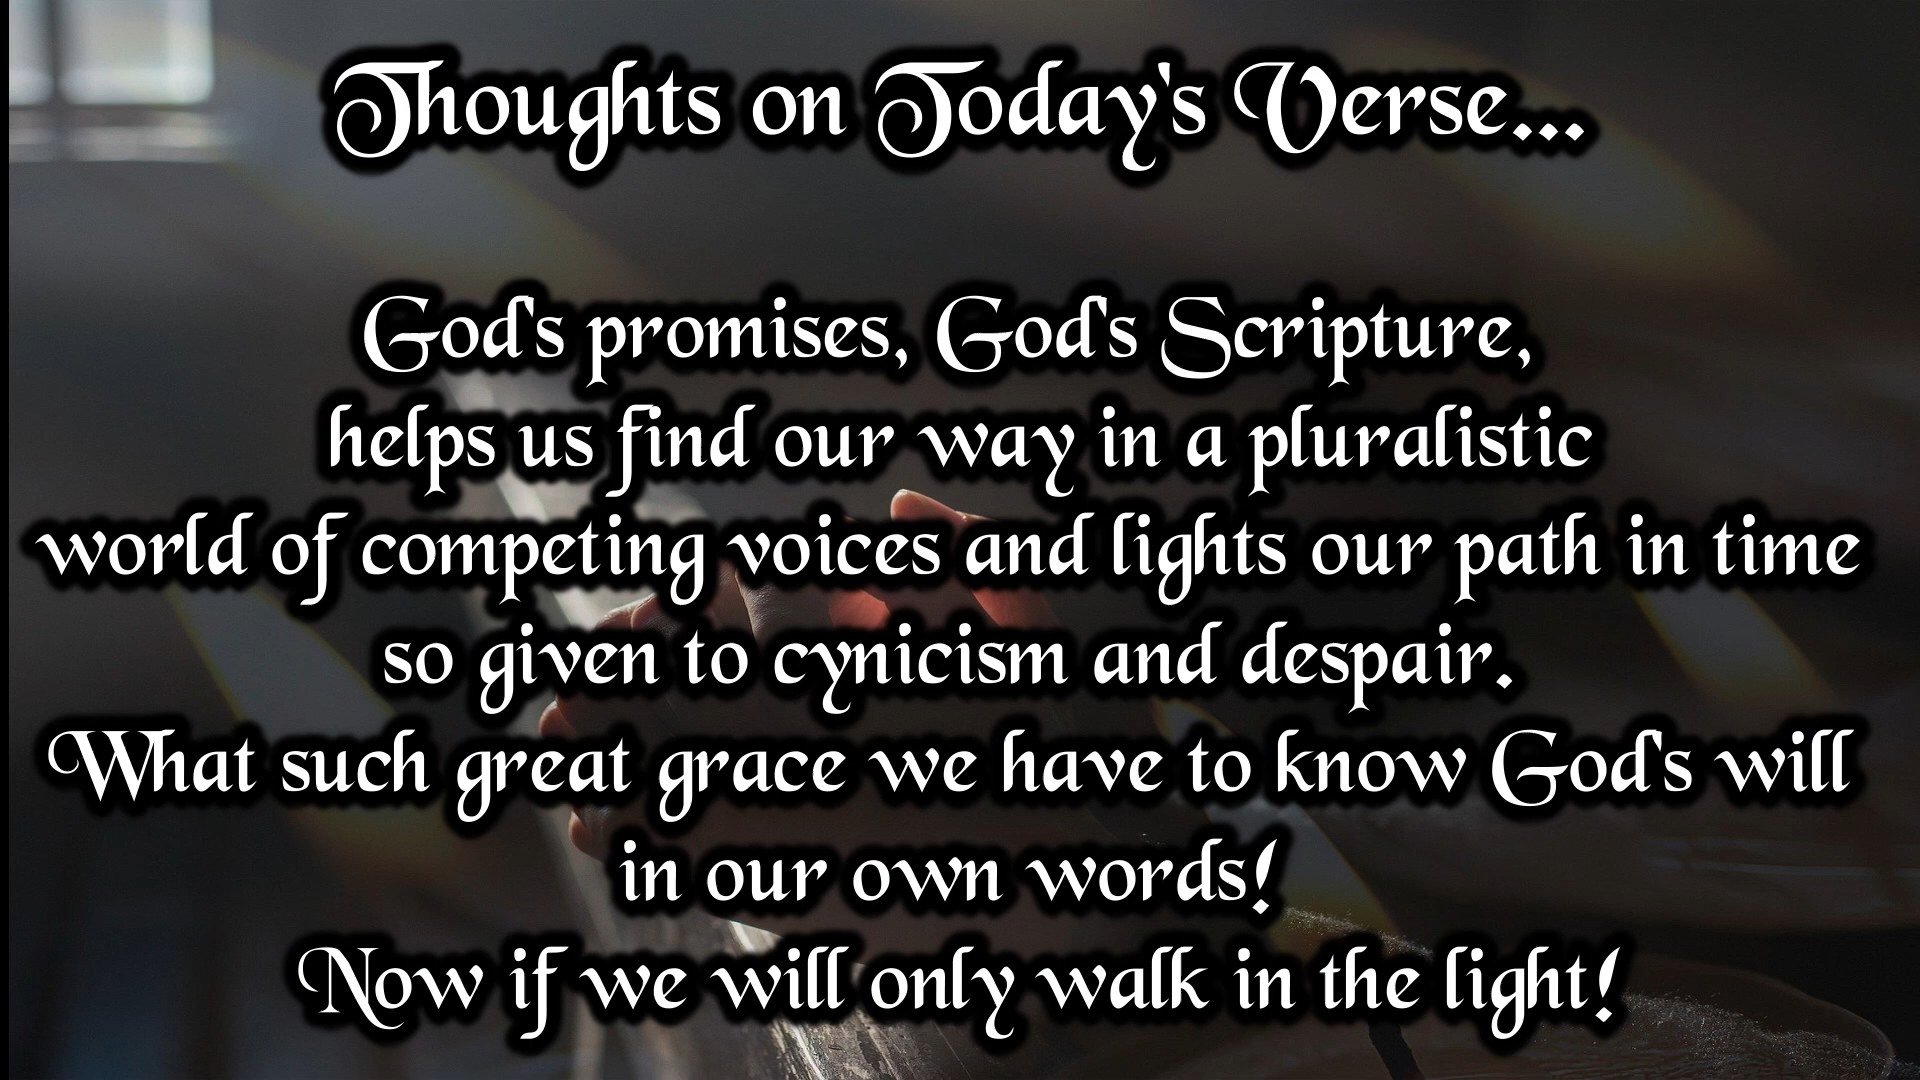 Thoughts on Today's Verse...
God's promises, God's Scripture,
helps us find our way in a pluralistic
world of competing voices and lights our path in time
so given to cynicism and despair.
What such great grace we have to know God's will
in our own words!
Now if we will only walk in the light!